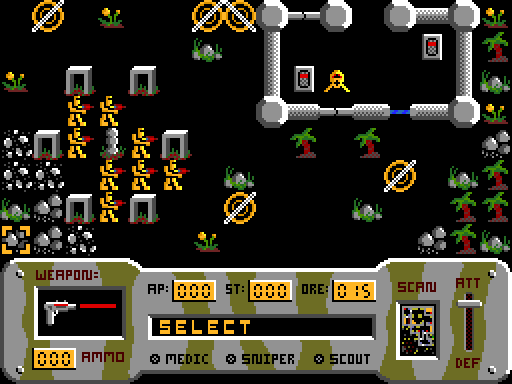 WEAPON:
AP: 000 ST: 000 ORE: 015
SCAN
ATT
SELECT
000 AMMO
MEDIC SNIPER SCOUT
DEF